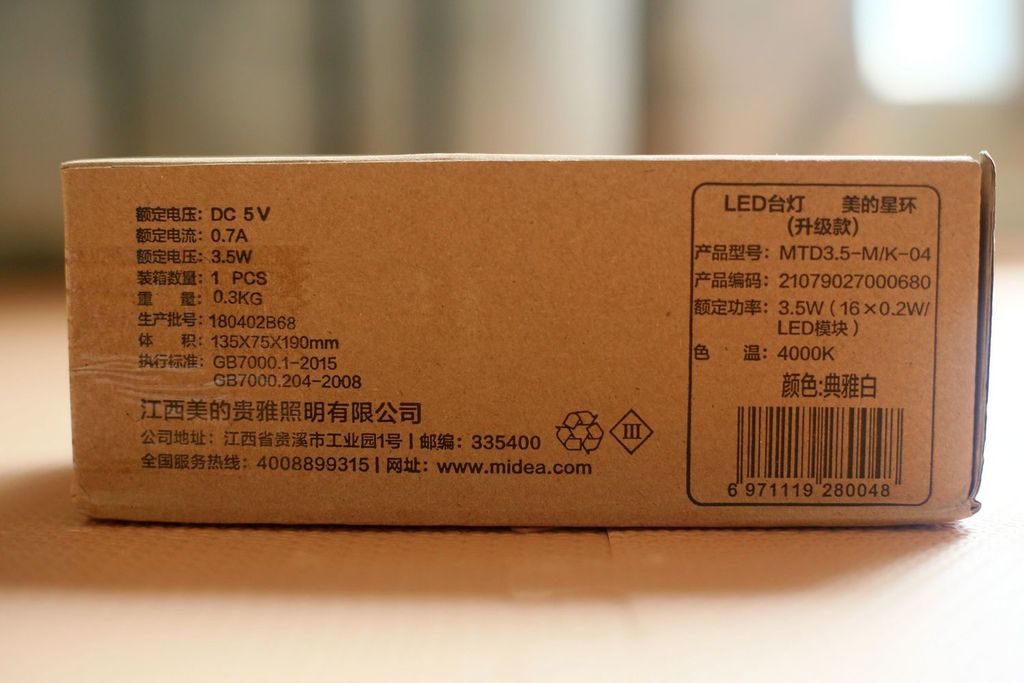 额定电压：DC 5V
额定电流：0.7A
额定电压：3.5W
装箱数量：1 PCS
重 量：0.3KG
生产批号：180402B68
体 积：135X75X190mm
执行标准：GB7000.1-2015
GB7000.204-2008
江西美的贵雅照明有限公司
公司地址：江西省贵溪市工业园1号 | 邮编：335400
全国服务热线：4008899315 | 网址：www.midea.com
III
LED台灯 美的星环
(升级款)
产品型号：MTD3.5-M/K-04
产品编码：21079027000680
额定功率：3.5W（16×0.2W/
LED模块）
色 温：4000K
颜色:典雅白
6 971119 280048